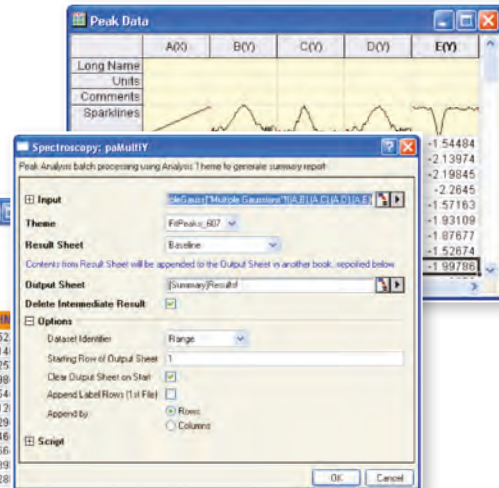 Peak Data
A(X) B(Y) C(Y) D(Y) E(Y)
Long Name
Units
Comments
Sparklines
-1.54484
-2.13974
-2.19845
-2.2645
-1.57163
-1.93109
-1.87677
-1.52674
-1.99786
Spectroscopy: paMultiY
Peak Analysis batch processing using Analysis Theme to generate summary report
Input
Theme FitPeaks_607
Result Sheet Baseline
Contents from Result Sheet will be appended to the Output Sheet in another book, specified below
Output Sheet [Summary]Results!
Delete Intermediate Result
Options
Dataset Identifier Range
Starting Row of Output Sheet 1
Clear Output Sheet on Start
Append Label Rows (1st File)
Append by Rows
Columns
Script
OK Cancel